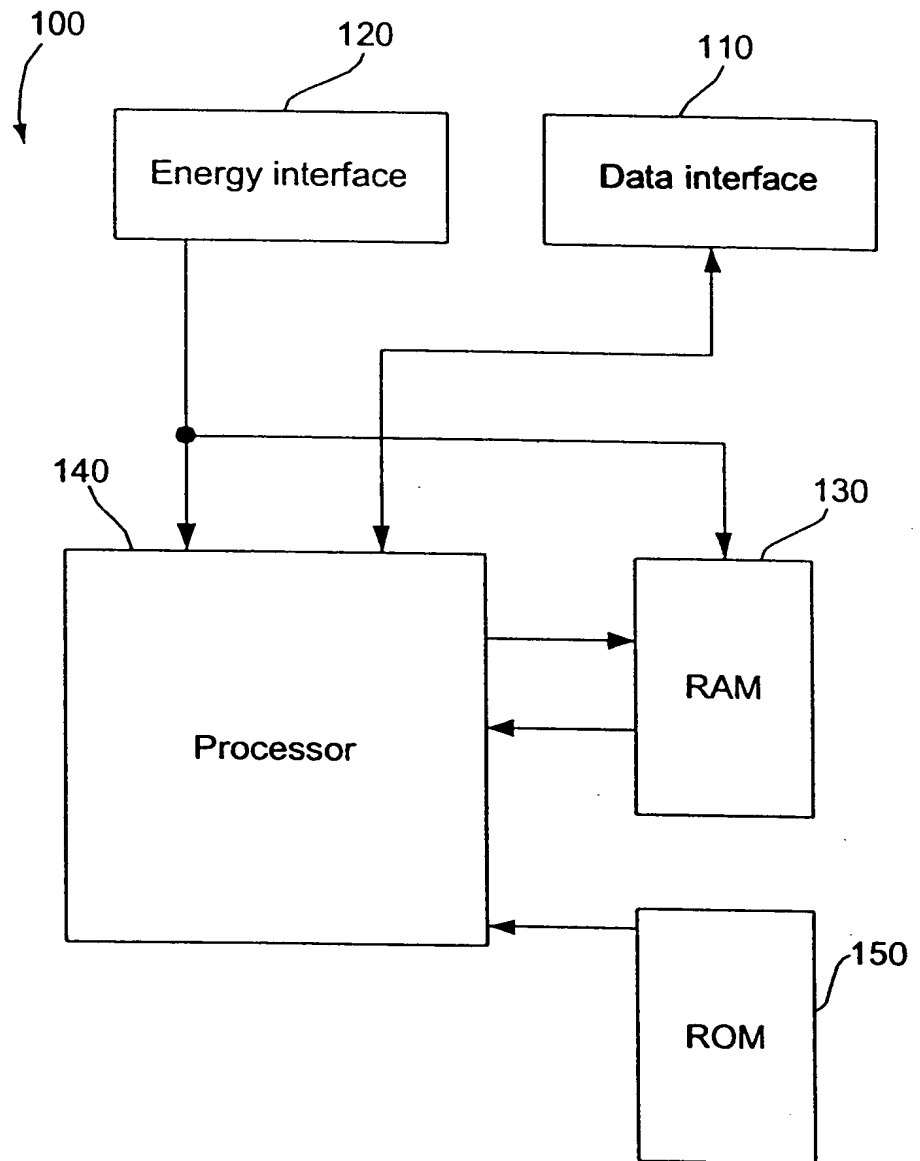 100
120
110
Energy interface
Data interface
140
130
RAM
Processor
150
ROM